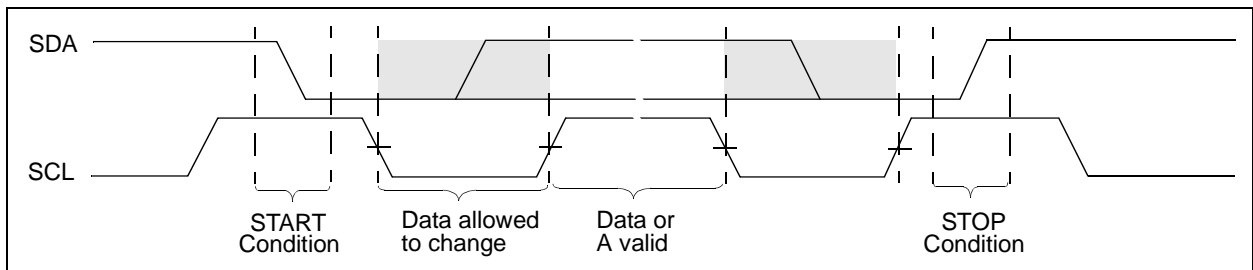 SDA
SCL
START
Condition
Data allowed
to change
Data or
A valid
STOP
Condition